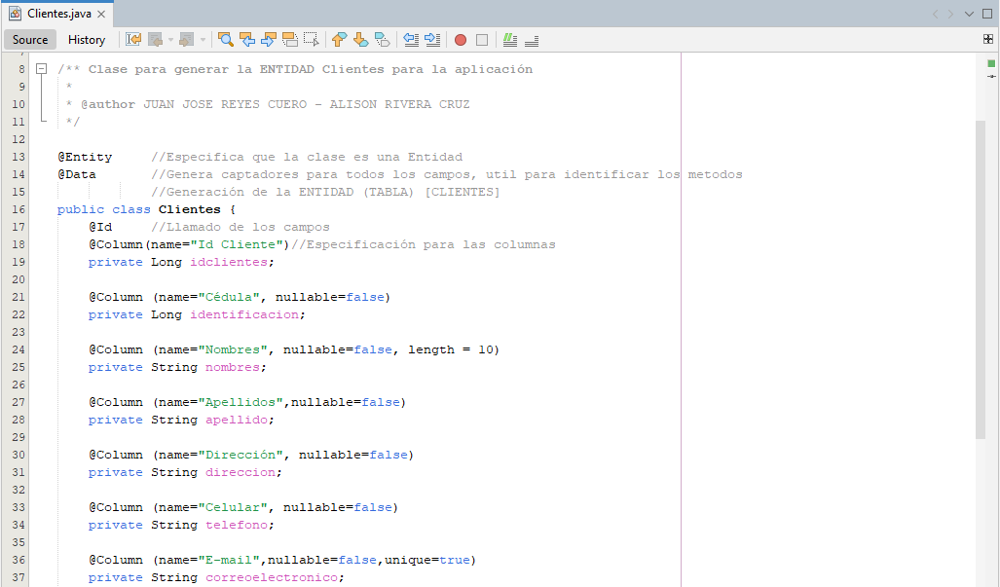 Clientes.java
Source History
8 /** Clase para generar la ENTIDAD Clientes para la aplicación
9 *
10 * @author JUAN JOSE REYES CUERO - ALISON RIVERA CRUZ
11 */
12
13 @Entity //Especifica que la clase es una Entidad
14 @Data //Genera captadores para todos los campos, util para identificar los metodos
15 //Generación de la ENTIDAD (TABLA) [CLIENTES]
16 public class Clientes {
17 @Id //Llamado de los campos
18 @Column(name="Id Cliente")//Especificación para las columnas
19 private Long idclientes;
20
21 @Column (name="Cédula", nullable=false)
22 private Long identificacion;
23
24 @Column (name="Nombres", nullable=false, length = 10)
25 private String nombres;
26
27 @Column (name="Apellidos",nullable=false)
28 private String apellido;
29
30 @Column (name="Dirección", nullable=false)
31 private String direccion;
32
33 @Column (name="Celular", nullable=false)
34 private String telefono;
35
36 @Column (name="E-mail",nullable=false,unique=true)
37 private String correoelectronico;